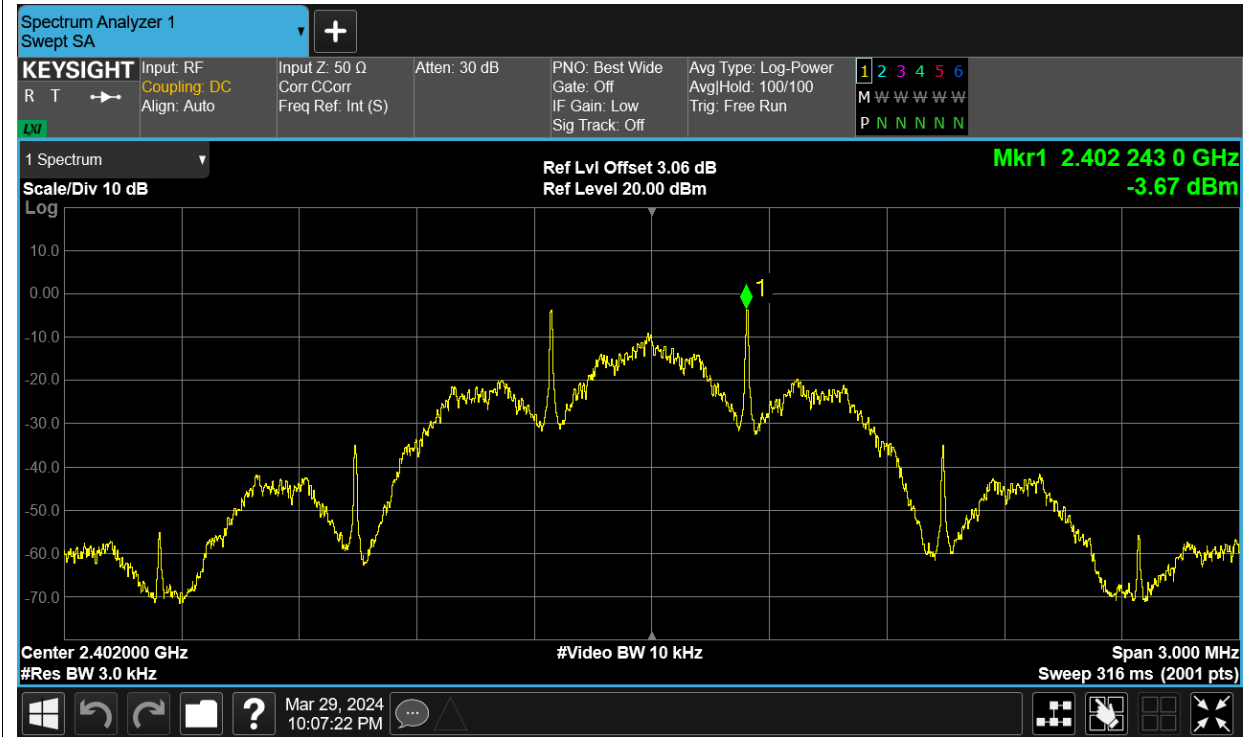 Spectrum Analyzer 1
Swept SA
+
KEYSIGHT
R T
LXI
Input: RF
Coupling: DC
Align: Auto
Input Z: 50 Ω
Corr CCorr
Freq Ref: Int (S)
Atten: 30 dB
PNO: Best Wide
Gate: Off
IF Gain: Low
Sig Track: Off
Avg Type: Log-Power
Avg|Hold: 100/100
Trig: Free Run
1 2 3 4 5 6
M W W W W W
P N N N N N
1 Spectrum
Scale/Div 10 dB
Ref Lvl Offset 3.06 dB
Ref Level 20.00 dBm
Mkr1 2.402 243 0 GHz
-3.67 dBm
Log
10.0
0.00
-10.0
-20.0
-30.0
-40.0
-50.0
-60.0
-70.0
1
Center 2.402000 GHz
#Res BW 3.0 kHz
#Video BW 10 kHz
Span 3.000 MHz
Sweep 316 ms (2001 pts)
?
Mar 29, 2024
10:07:22 PM